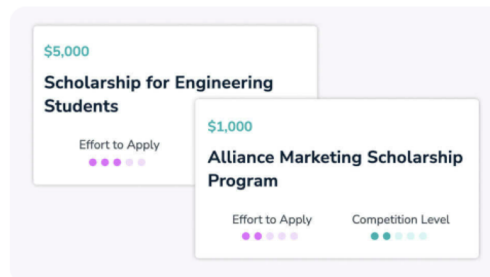 $5,000
Scholarship for Engineering
Students
Effort to Apply
$1,000
Alliance Marketing Scholarship
Program
Effort to Apply
Competition Level